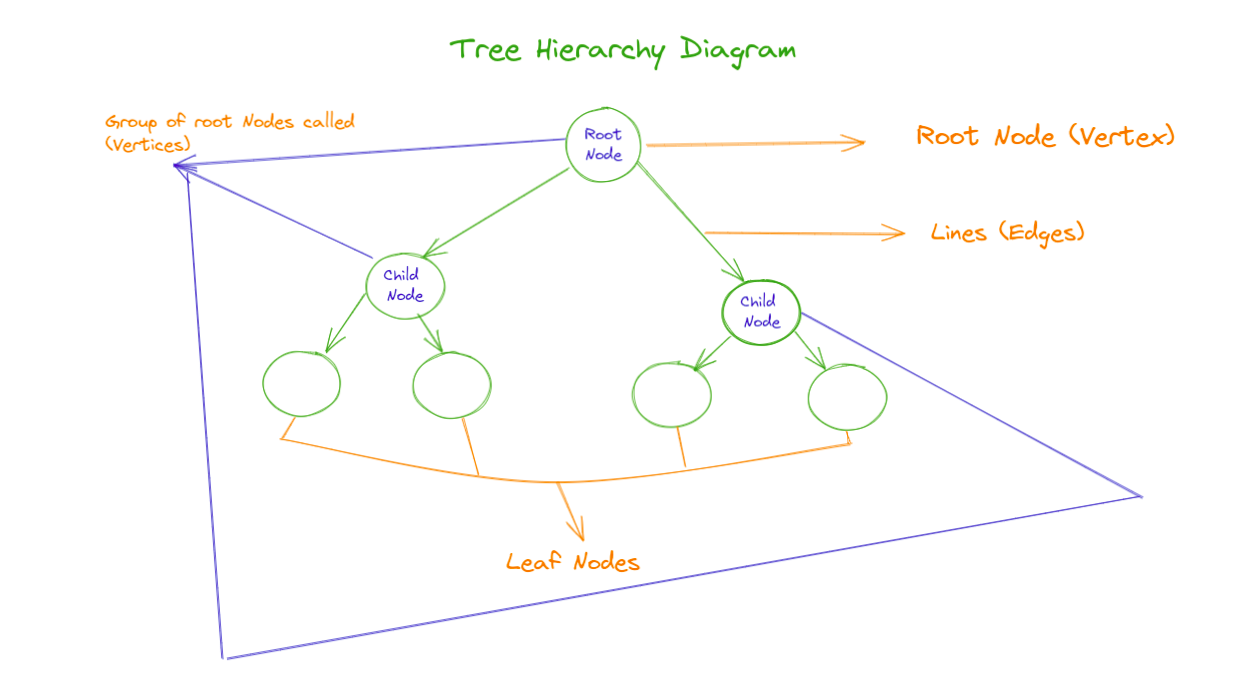 Tree Hierarchy Diagram
Group of root Nodes called
(Vertices)
Root
Node
Root Node (Vertex)
Lines (Edges)
Child
Node
Child
Node
Leaf Nodes